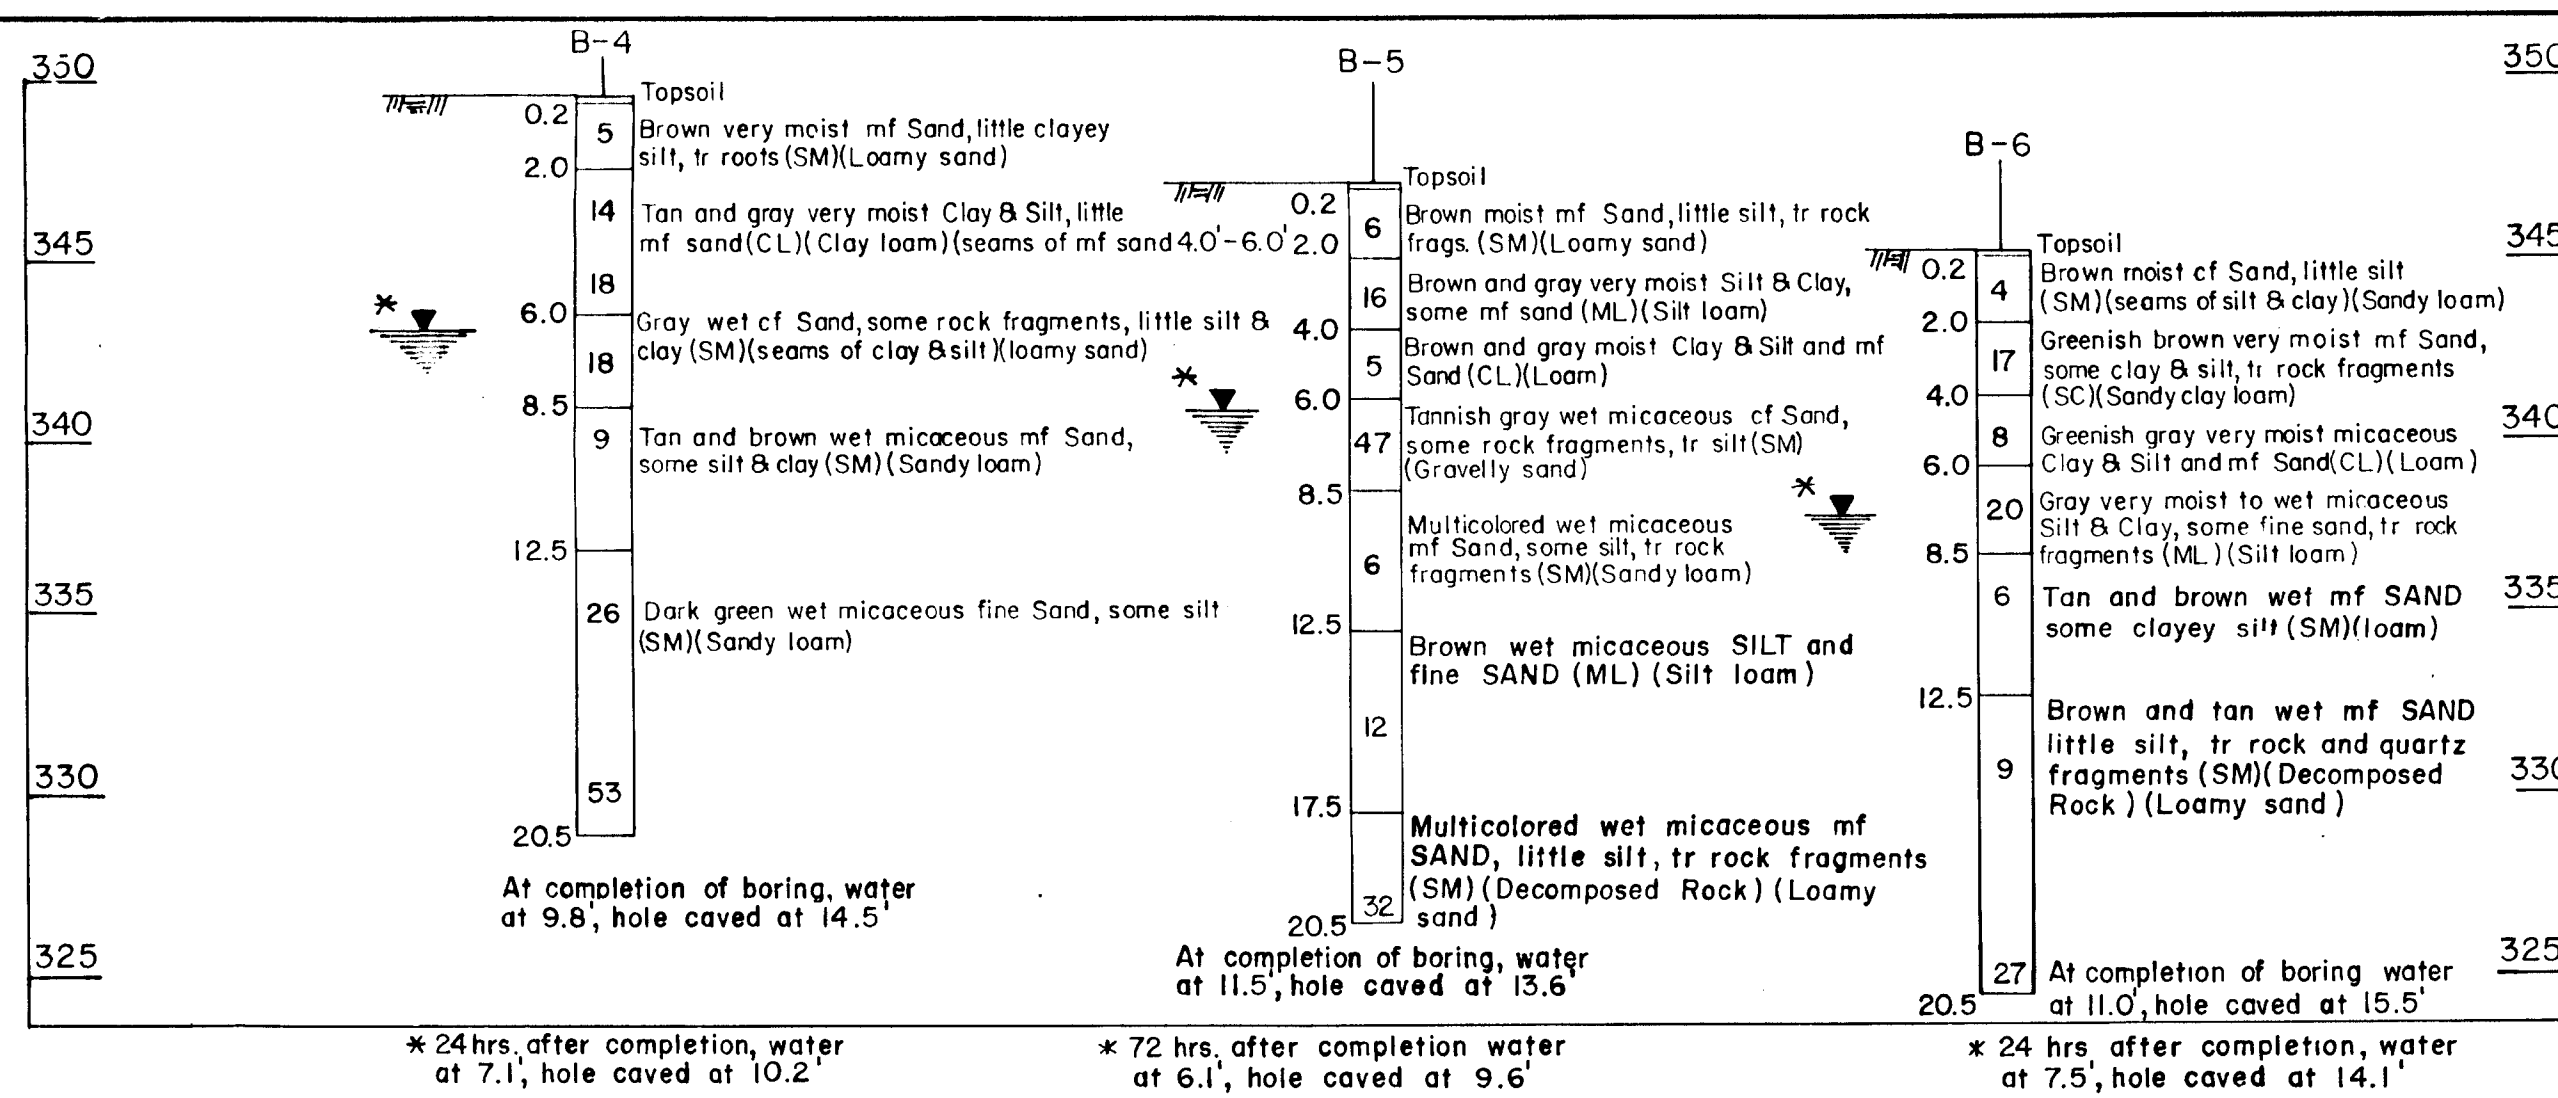 350
345
340
335
330
325
B-4
Topsoil
0.2
5
Brown very moist mf Sand, little clayey
silt, tr roots (SM)(Loamy sand)
2.0
14
Tan and gray very moist Clay & Silt, little
mf sand (CL)(Clay loam)(seams of mf sand 4.0'-6.0'
18
6.0
Gray wet cf Sand, some rock fragments, little silt &
clay (SM)(seams of clay & silt)(loamy sand)
*
18
8.5
9
Tan and brown wet micaceous mf Sand,
some silt & clay (SM)(Sandy loam)
12.5
26
Dark green wet micaceous fine Sand, some silt
(SM)(Sandy loam)
53
20.5
At completion of boring, water
at 9.8', hole caved at 14.5'
* 24 hrs. after completion, water
at 7.1', hole caved at 10.2'
B-5
Topsoil
0.2
6
Brown moist mf Sand, little silt, tr rock
frags. (SM)(Loamy sand)
2.0
16
Brown and gray very moist Silt & Clay,
some mf sand (ML)(Silt loam)
4.0
5
Brown and gray moist Clay & Silt and mf
Sand (CL)(Loam)
*
6.0
47
Tannish gray wet micaceous cf Sand,
some rock fragments, tr silt (SM)
(Gravelly sand)
8.5
6
Multicolored wet micaceous
mf Sand, some silt, tr rock
fragments (SM)(Sandy loam)
12.5
Brown wet micaceous SILT and
fine SAND (ML) (Silt loam)
12
17.5
Multicolored wet micaceous mf
SAND, little silt, tr rock fragments
(SM) (Decomposed Rock) (Loamy
sand)
32
20.5
At completion of boring, water
at 11.5', hole caved at 13.6'
* 72 hrs. after completion water
at 6.1', hole caved at 9.6'
B-6
Topsoil
0.2
4
Brown moist cf Sand, little silt
(SM)(seams of silt & clay)(Sandy loam)
2.0
17
Greenish brown very moist mf Sand,
some clay & silt, tr rock fragments
(SC)(Sandy clay loam)
4.0
8
Greenish gray very moist micaceous
Clay & Silt and mf Sand (CL)(Loam)
6.0
*
20
Gray very moist to wet micaceous
Silt & Clay, some fine sand, tr rock
fragments (ML)(Silt loam)
8.5
6
Tan and brown wet mf SAND
some clayey silt (SM)(loam)
12.5
Brown and tan wet mf SAND
little silt, tr rock and quartz
fragments (SM)(Decomposed
Rock) (Loamy sand)
9
27
20.5
At completion of boring water
at 11.0', hole caved at 15.5'
* 24 hrs. after completion, water
at 7.5', hole caved at 14.1'
350
345
340
335
330
325